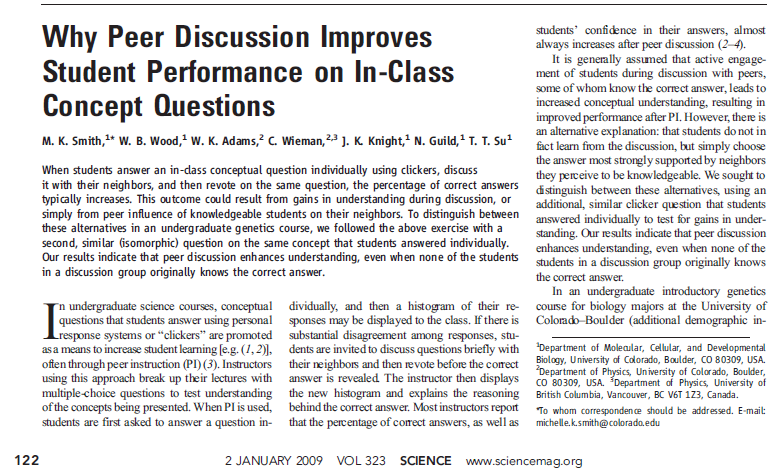 Why Peer Discussion Improves
Student Performance on In-Class
Concept Questions
M. K. Smith,1* W. B. Wood,1 W. K. Adams,2 C. Wieman,2,3 J. K. Knight,1 N. Guild,1 T. T. Su1
When students answer an in-class conceptual question individually using clickers, discuss
it with their neighbors, and then revote on the same question, the percentage of correct answers
typically increases. This outcome could result from gains in understanding during discussion, or
simply from peer influence of knowledgeable students on their neighbors. To distinguish between
these alternatives in an undergraduate genetics course, we followed the above exercise with a
second, similar (isomorphic) question on the same concept that students answered individually.
Our results indicate that peer discussion enhances understanding, even when none of the students
in a discussion group originally knows the correct answer.
In undergraduate science courses, conceptual
questions that students answer using personal
response systems or “clickers” are promoted
as a means to increase student learning [e.g. (1, 2)],
often through peer instruction (PI) (3). Instructors
using this approach break up their lectures with
multiple-choice questions to test understanding
of the concepts being presented. When PI is used,
students are first asked to answer a question in-
dividually, and then a histogram of their re-
sponses may be displayed to the class. If there is
substantial disagreement among responses, stu-
dents are invited to discuss questions briefly with
their neighbors and then revote before the correct
answer is revealed. The instructor then displays
the new histogram and explains the reasoning
behind the correct answer. Most instructors report
that the percentage of correct answers, as well as
students’ confidence in their answers, almost
always increases after peer discussion (2–4).
It is generally assumed that active engage-
ment of students during discussion with peers,
some of whom know the correct answer, leads to
increased conceptual understanding, resulting in
improved performance after PI. However, there is
an alternative explanation: that students do not in
fact learn from the discussion, but simply choose
the answer most strongly supported by neighbors
they perceive to be knowledgeable. We sought to
distinguish between these alternatives, using an
additional, similar clicker question that students
answered individually to test for gains in under-
standing. Our results indicate that peer discussion
enhances understanding, even when none of the
students in a discussion group originally knows
the correct answer.
In an undergraduate introductory genetics
course for biology majors at the University of
Colorado–Boulder (additional demographic in-
1Department of Molecular, Cellular, and Developmental
Biology, University of Colorado, Boulder, CO 80309, USA.
2Department of Physics, University of Colorado, Boulder,
CO 80309, USA. 3Department of Physics, University of
British Columbia, Vancouver, BC V6T 1Z3, Canada.
*To whom correspondence should be addressed. E-mail:
michelle.k.smith@colorado.edu
122 2 JANUARY 2009 VOL 323 SCIENCE www.sciencemag.org